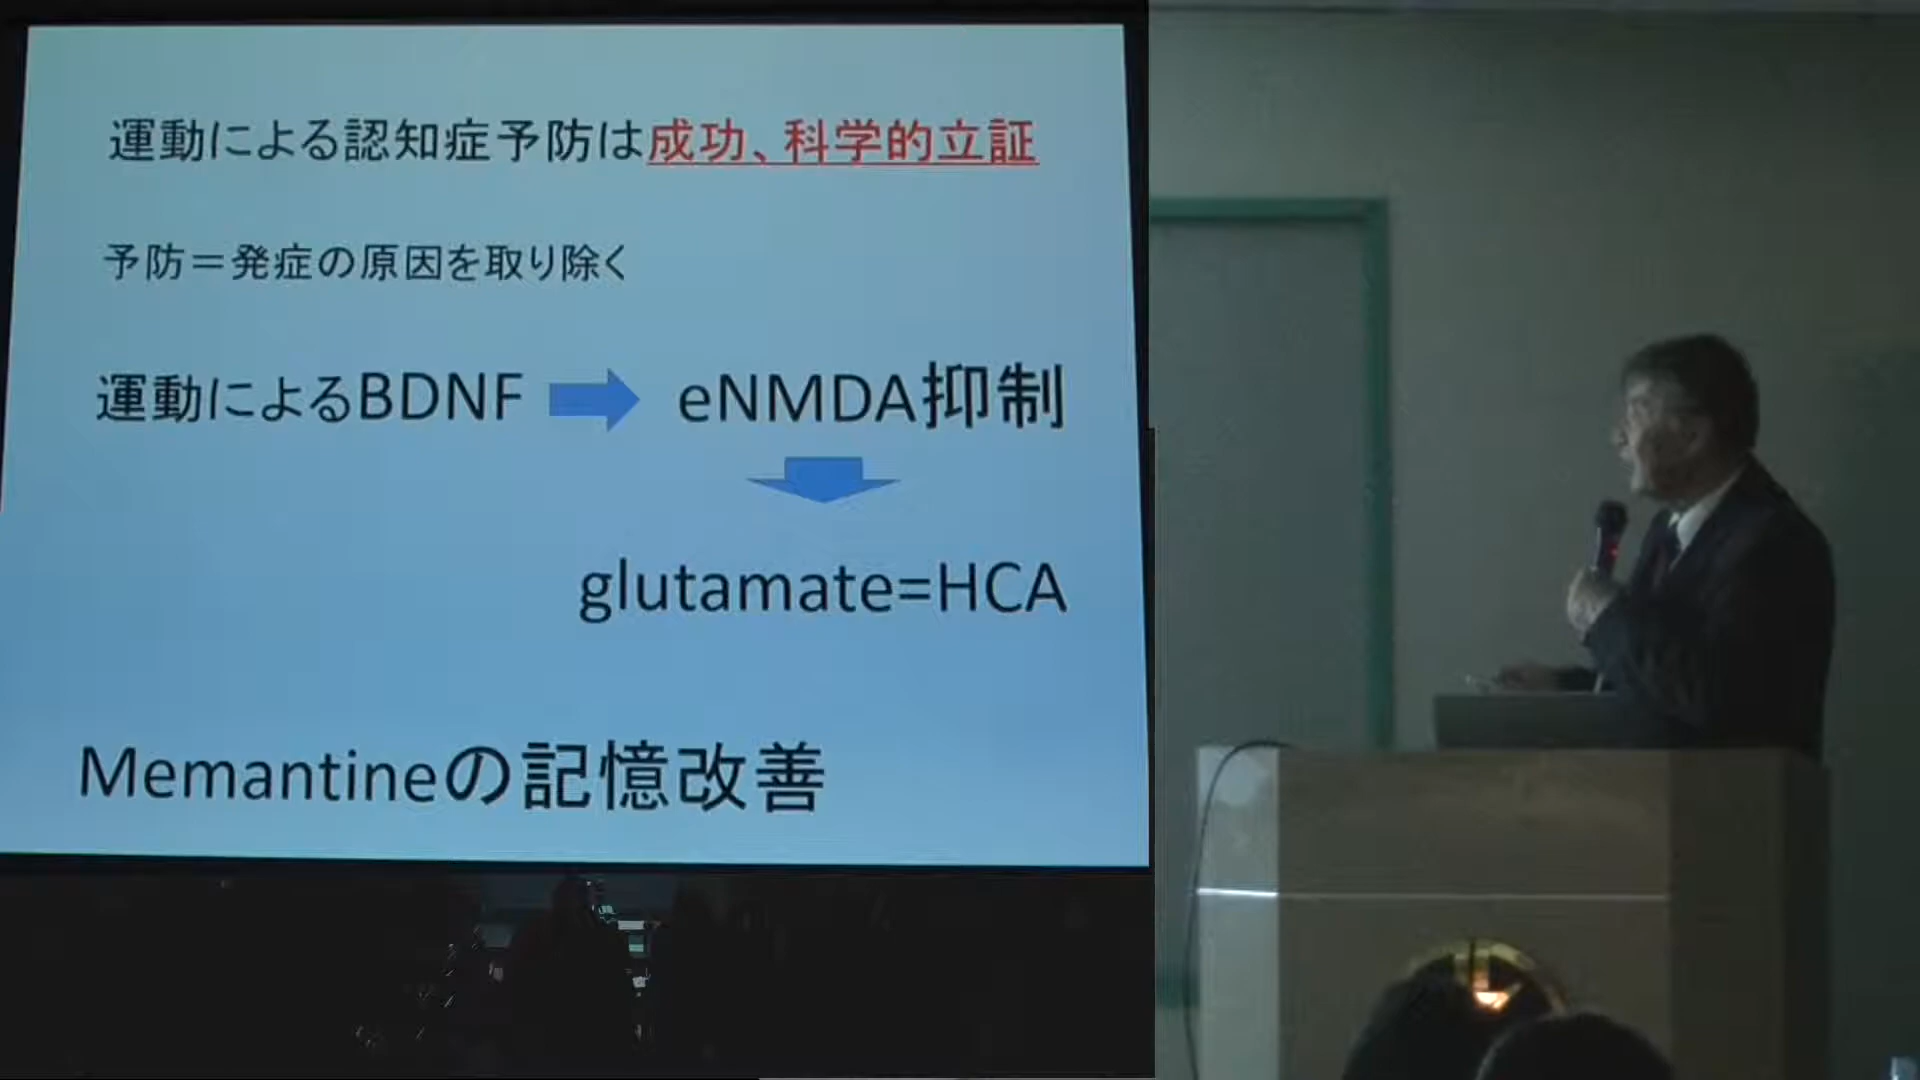 運動による認知症予防は成功、科学的立証
予防＝発症の原因を取り除く
運動によるBDNF eNMDA抑制
glutamate=HCA
Memantineの記憶改善